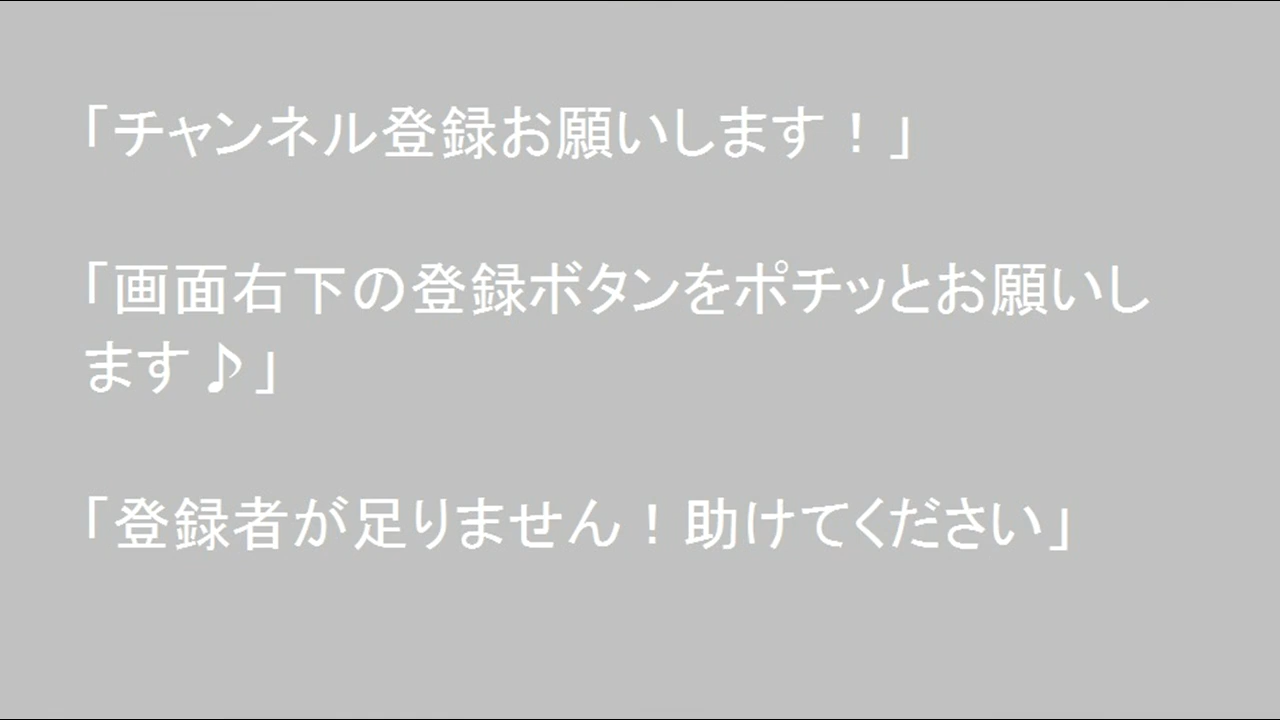 「チャンネル登録お願いします！」
「画面右下の登録ボタンをポチッとお願いし
ます♪」
「登録者が足りません！助けてください」